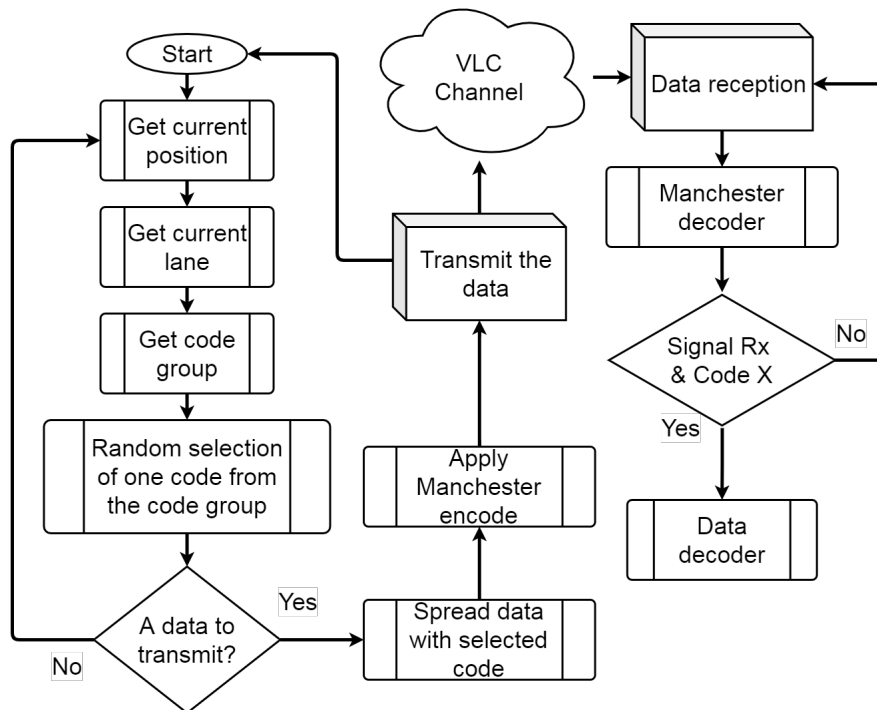 Start
Get current
position
Get current
lane
Get code
group
Random selection
of one code from
the code group
A data to
transmit?
No
Yes
Spread data
with selected
code
Apply
Manchester
encode
Transmit the
data
VLC
Channel
Data reception
Manchester
decoder
Signal Rx
& Code X
No
Yes
Data
decoder